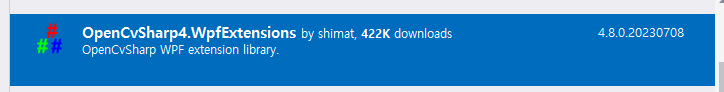 OpenCvSharp4.WpfExtensions by shimat, 422K downloads 4.8.0.20230708
OpenCvSharp WPF extension library.